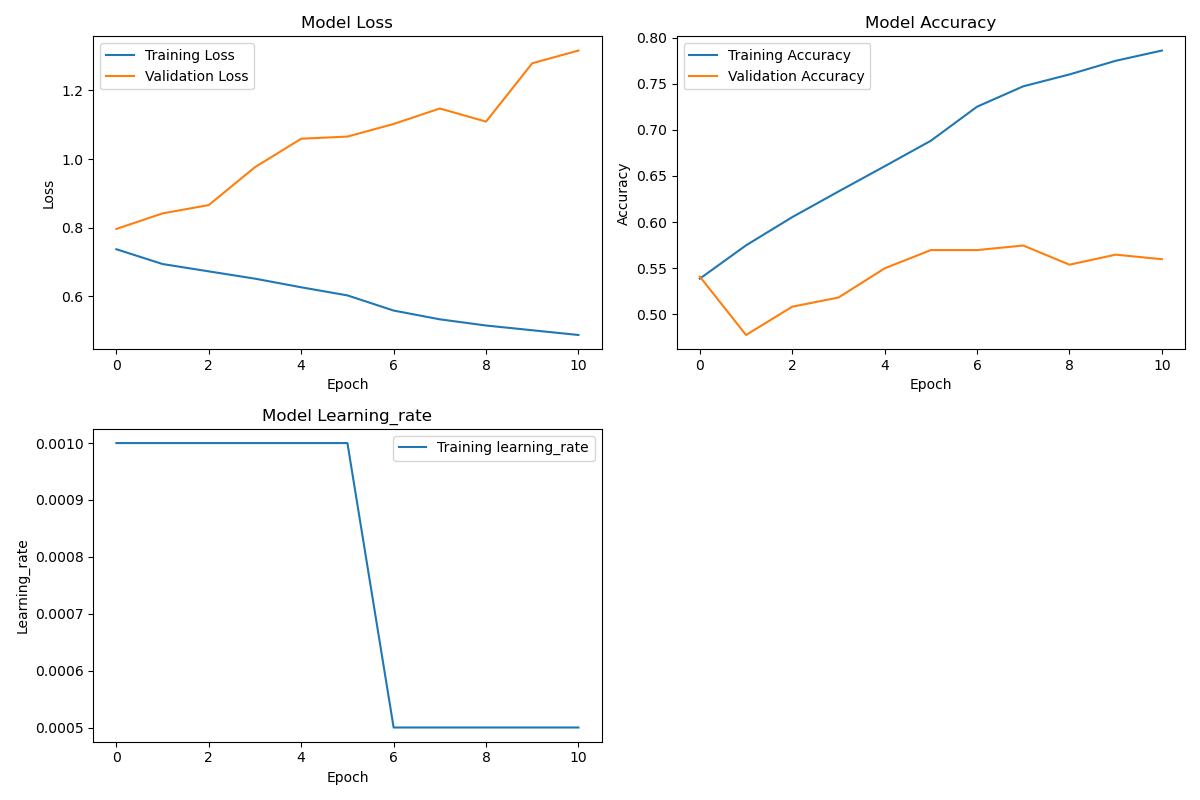 Model Loss
Training Loss
Validation Loss
1.2
1.0
0.8
0.6
Loss
0 2 4 6 8 10
Epoch
Model Accuracy
Training Accuracy
Validation Accuracy
0.80
0.75
0.70
0.65
0.60
0.55
0.50
Accuracy
0 2 4 6 8 10
Epoch
Model Learning_rate
Training learning_rate
0.0010
0.0009
0.0008
0.0007
0.0006
0.0005
Learning_rate
0 2 4 6 8 10
Epoch